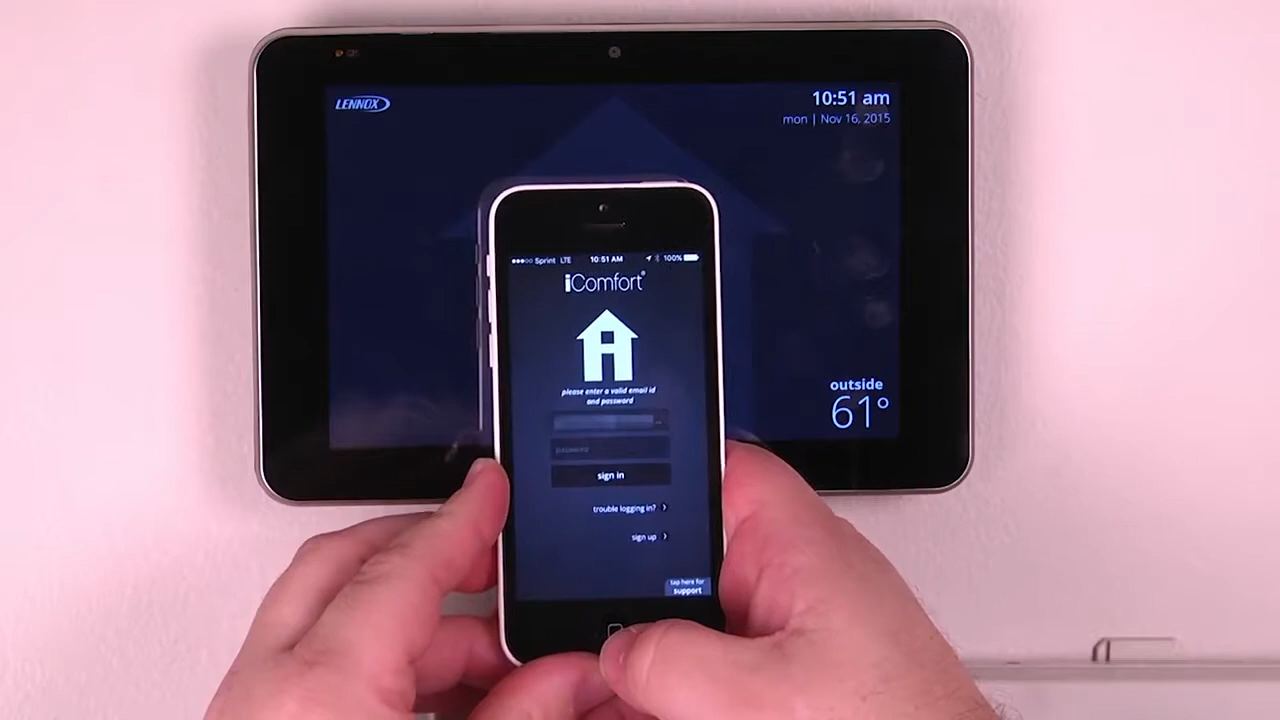 LENNOX
10:51 am
mon | Nov 16, 2015
Sprint LTE 10:51 AM 100%
iComfort®
please enter a valid email id
and password
password
sign in
trouble logging in? >
sign up >
tap here for
support
outside
61°